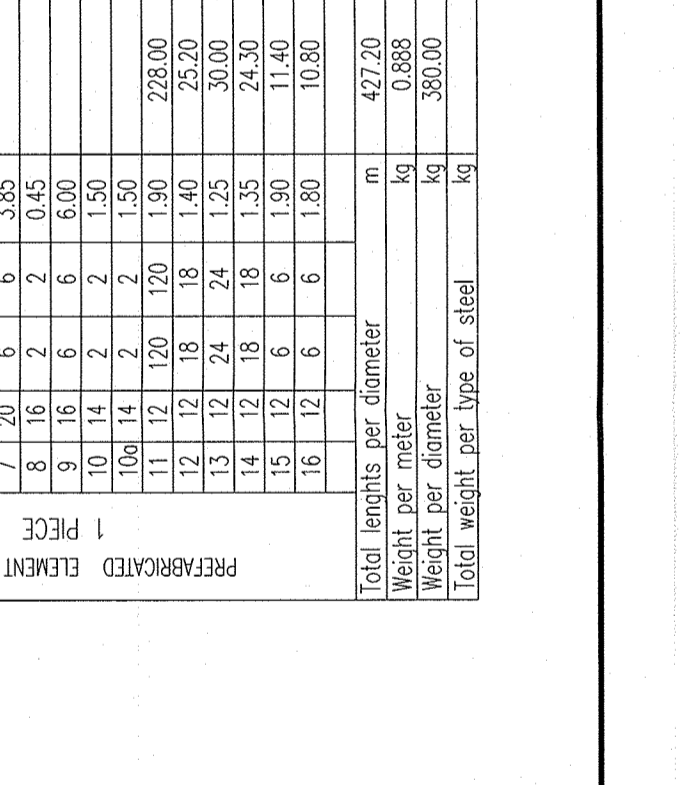 PREFABRICATED ELEMENT
1 PIECE
7 20 6 6 3.85
8 16 2 2 0.45
9 16 6 6 6.00
10 14 2 2 1.50
10a 14 2 2 1.50
11 12 120 120 1.90 228.00
12 12 18 18 1.40 25.20
13 12 24 24 1.25 30.00
14 12 18 18 1.35 24.30
15 12 6 6 1.90 11.40
16 12 6 6 1.80 10.80
Total lenghts per diameter m 427.20
Weight per meter kg 0.888
Weight per diameter kg 380.00
Total weight per type of steel kg